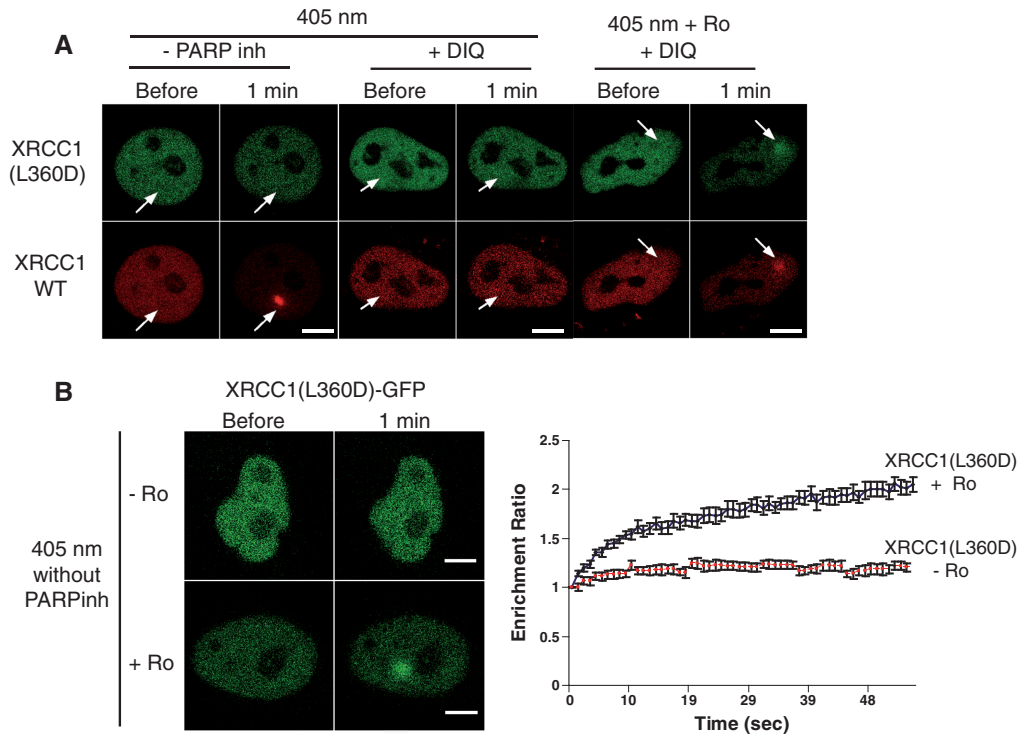 A
405 nm
405 nm + Ro
- PARP inh
+ DIQ
+ DIQ
Before
1 min
Before
1 min
Before
1 min
XRCC1
(L360D)
XRCC1
WT
B
XRCC1(L360D)-GFP
Before
1 min
405 nm
without
PARPinh
- Ro
+ Ro
Enrichment Ratio
2.5
2
1.5
1
0.5
0
0
10
19
29
39
48
Time (sec)
XRCC1(L360D)
+ Ro
XRCC1(L360D)
- Ro